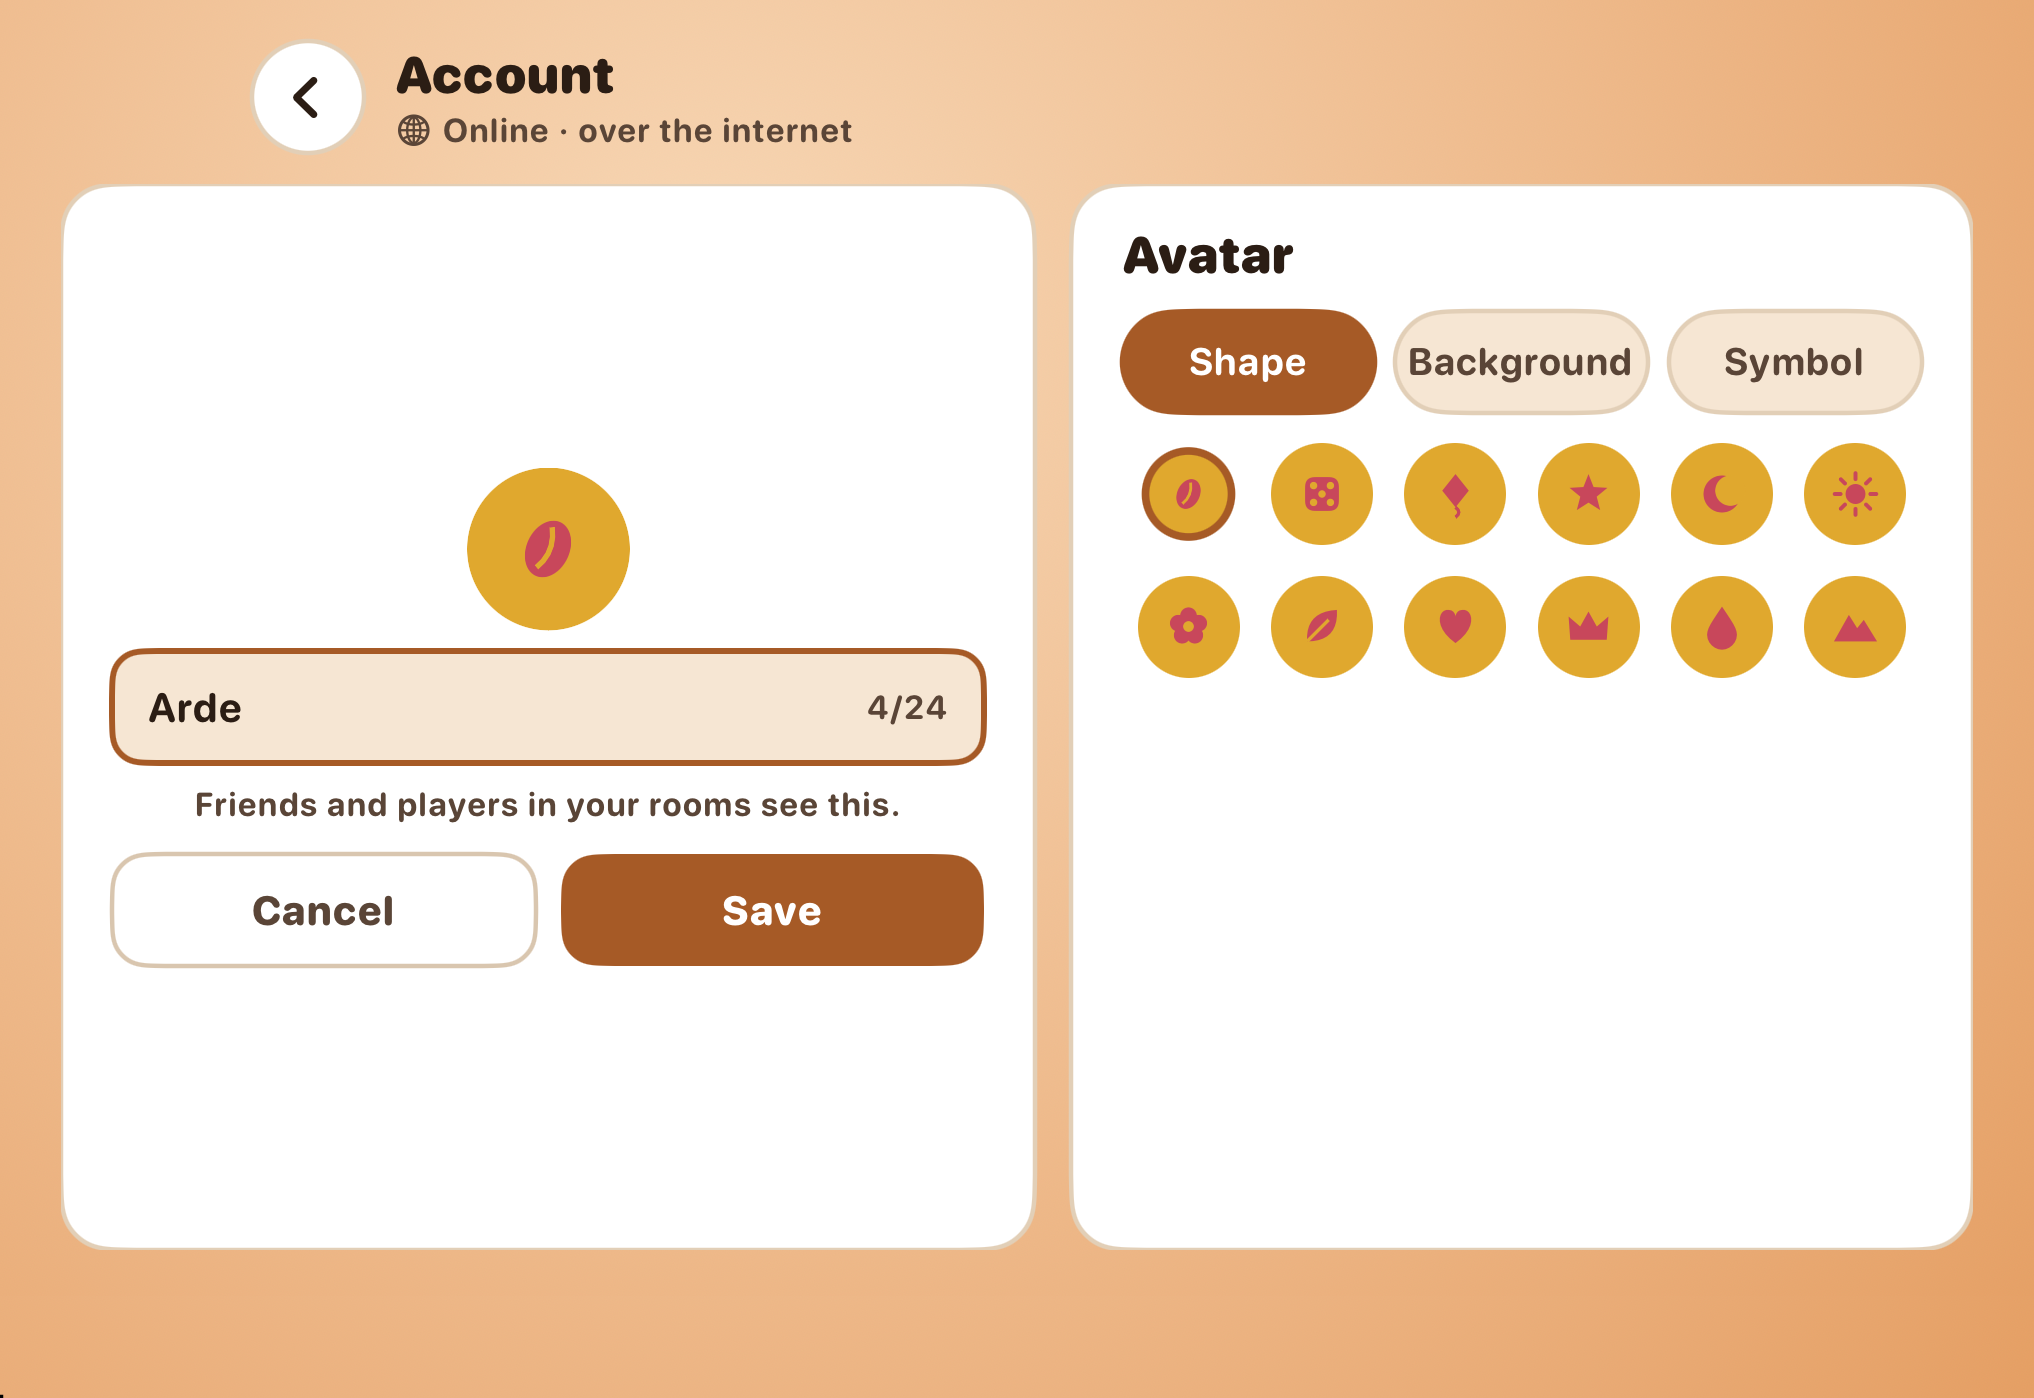 Account
Online · over the internet
Arde
4/24
Friends and players in your rooms see this.
Cancel
Save
Avatar
Shape
Background
Symbol